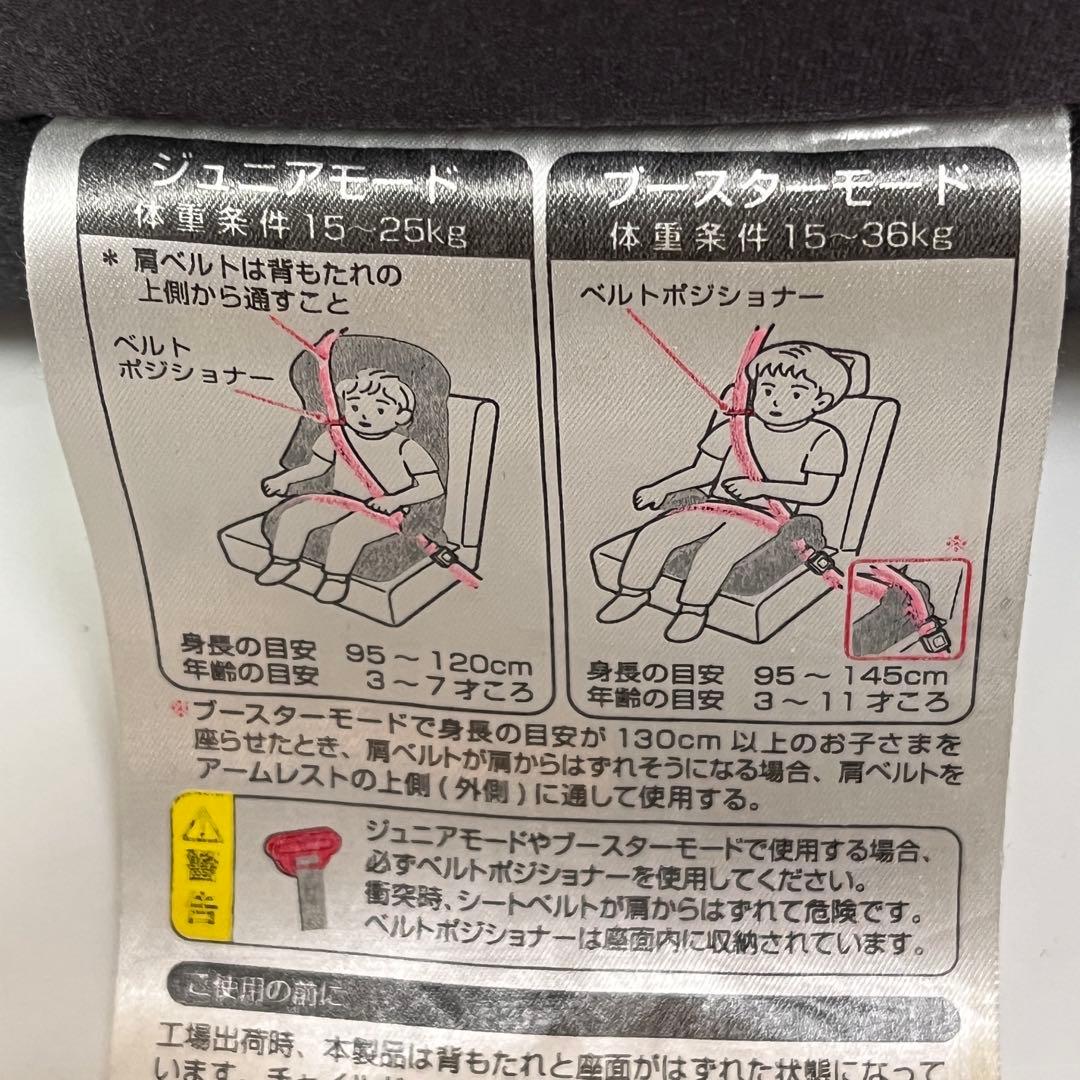 ジュニアモード
体重条件 15～25kg
* 肩ベルトは背もたれの
上側から通すこと
ベルト
ポジショナー
身長の目安 95～120cm
年齢の目安 3～7才ころ
ブースターモード
体重条件 15～36kg
ベルトポジショナー
※
身長の目安 95～145cm
年齢の目安 3～11才ころ
※ブースターモードで身長の目安が130cm以上のお子さまを
座らせたとき、肩ベルトが肩からはずれそうになる場合、肩ベルトを
アームレストの上側(外側)に通して使用する。
警告
ジュニアモードやブースターモードで使用する場合、
必ずベルトポジショナーを使用してください。
衝突時、シートベルトが肩からはずれて危険です。
ベルトポジショナーは座面内に収納されています。
ご使用の前に
工場出荷時、本製品は背もたれと座面がはずれた状態になって
います。